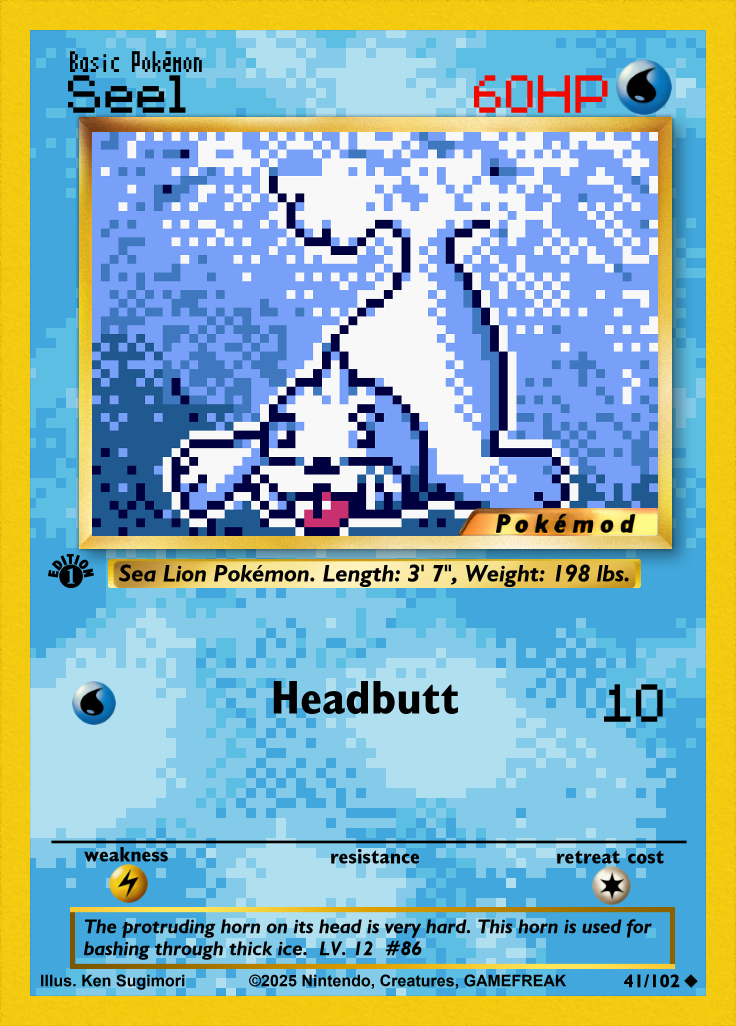 Basic Pokémon
Seel
60HP
Pokémod
EDITION
1
Sea Lion Pokémon. Length: 3' 7", Weight: 198 lbs.
Headbutt
10
weakness
resistance
retreat cost
The protruding horn on its head is very hard. This horn is used for
bashing through thick ice. LV. 12 #86
Illus. Ken Sugimori
©2025 Nintendo, Creatures, GAMEFREAK
41/102